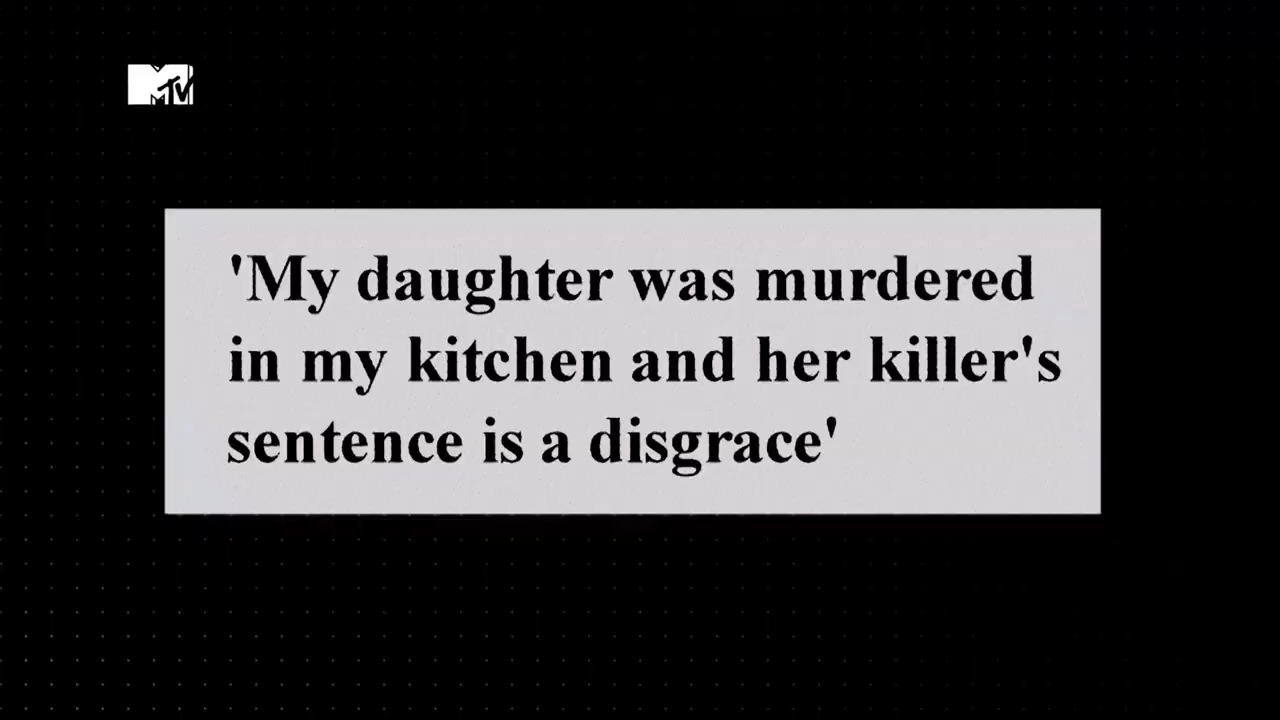 MTV
'My daughter was murdered
in my kitchen and her killer's
sentence is a disgrace'